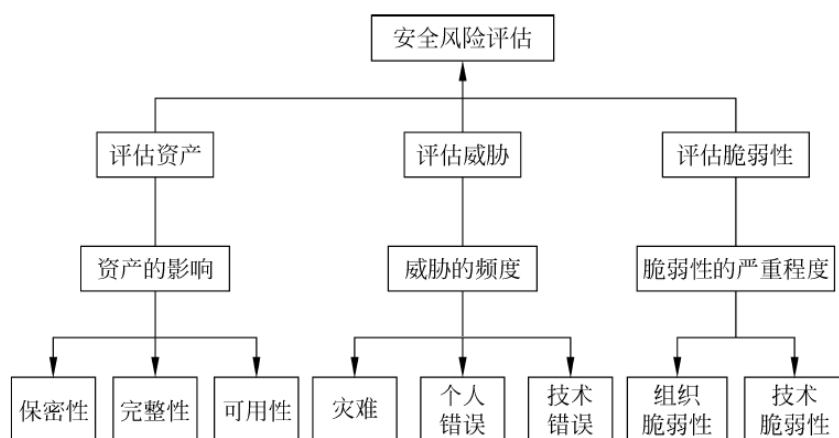 安全风险评估
评估资产
评估威胁
评估脆弱性
资产的影响
威胁的频度
脆弱性的严重程度
保密性
完整性
可用性
灾难
个人
错误
技术
错误
组织
脆弱性
技术
脆弱性